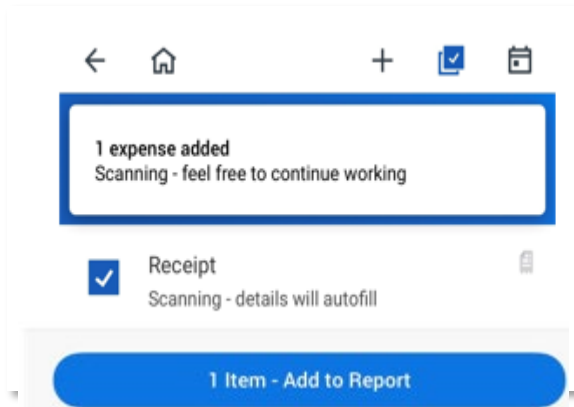 1 expense added
Scanning - feel free to continue working
Receipt
Scanning - details will autofill
1 Item - Add to Report